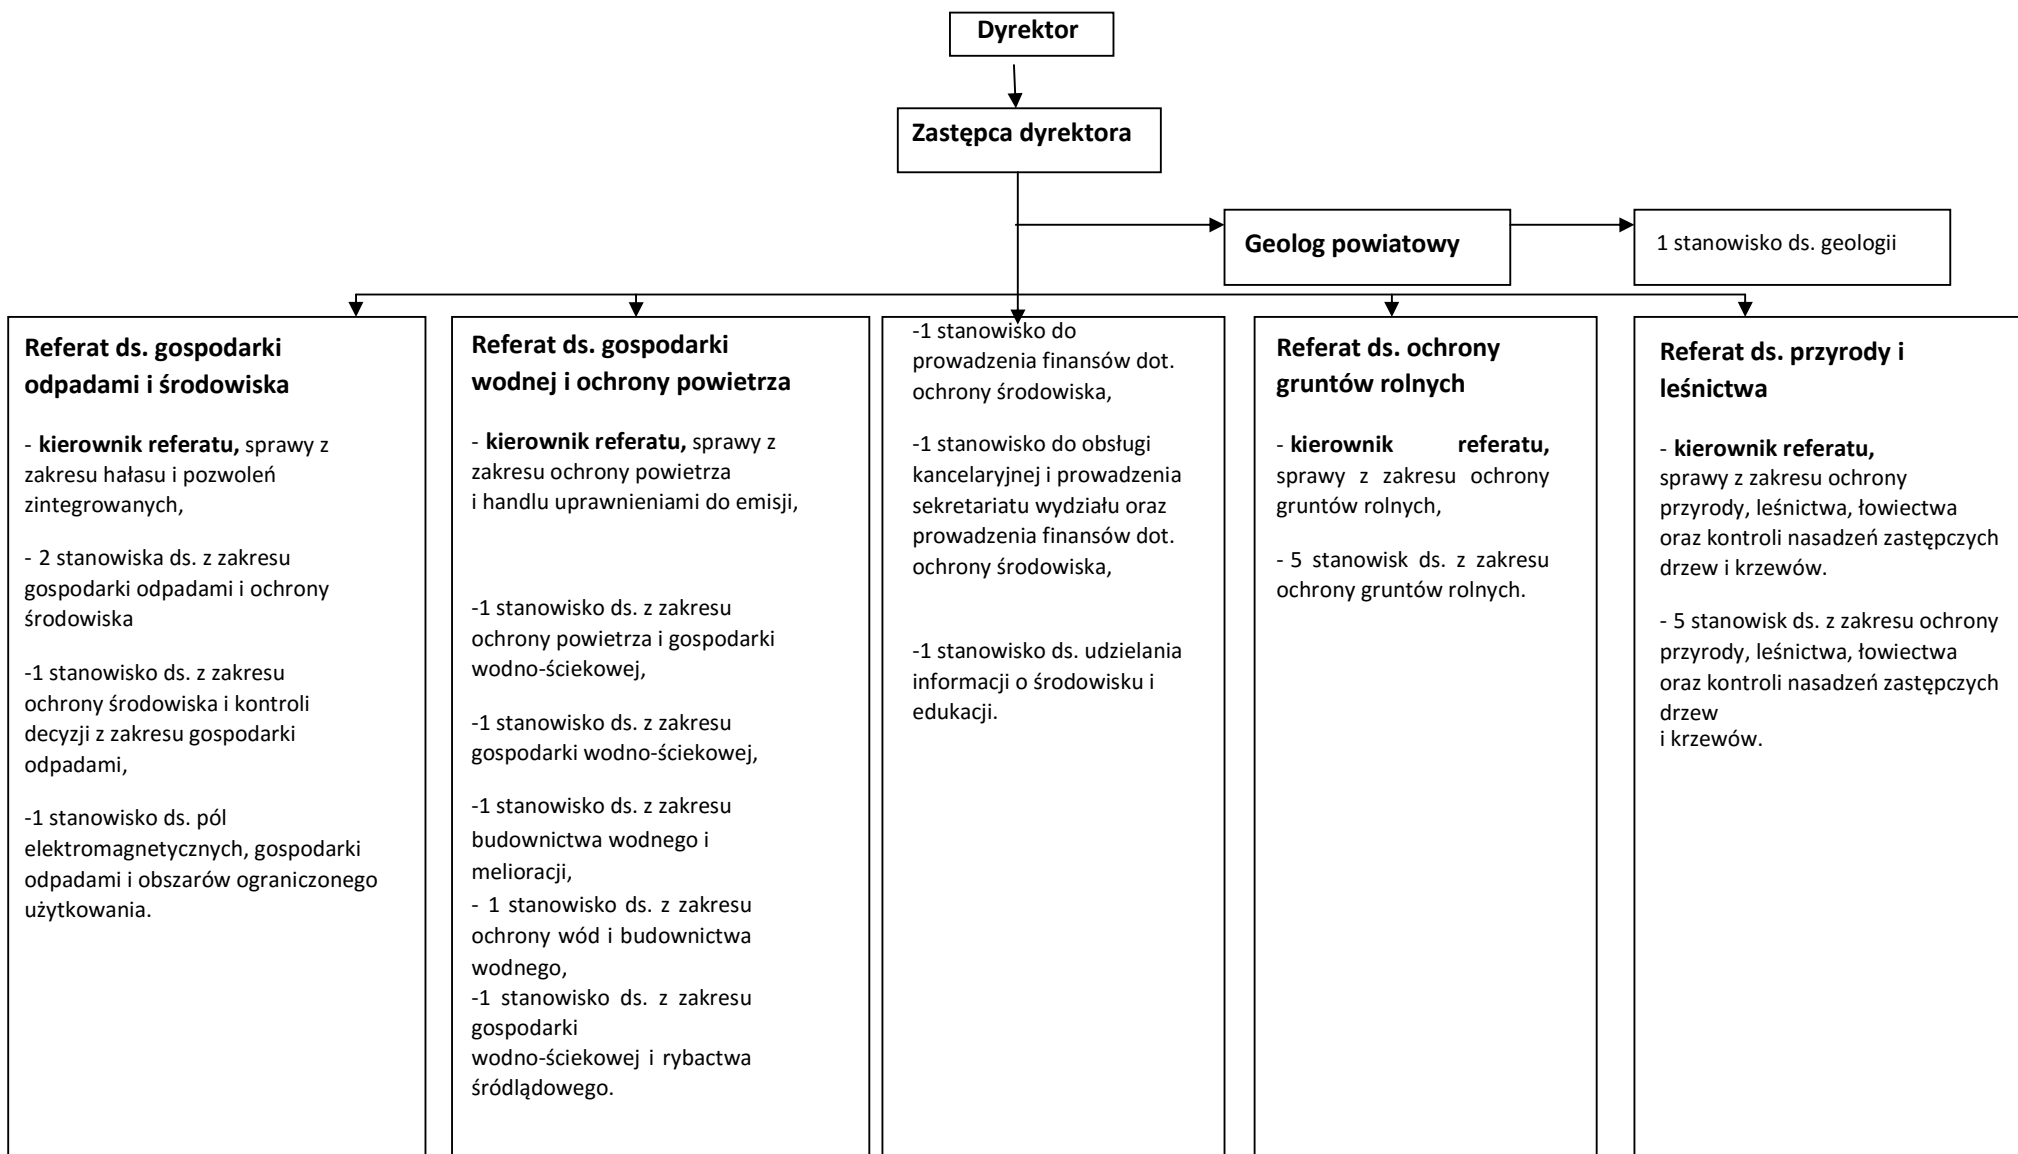 Dyrektor
Zastępca dyrektora
Geolog powiatowy
1 stanowisko ds. geologii
Referat ds. gospodarki
odpadami i środowiska
- kierownik referatu, sprawy z
zakresu hałasu i pozwoleń
zintegrowanych,
- 2 stanowiska ds. z zakresu
gospodarki odpadami i ochrony
środowiska
-1 stanowisko ds. z zakresu
ochrony środowiska i kontroli
decyzji z zakresu gospodarki
odpadami,
-1 stanowisko ds. pól
elektromagnetycznych, gospodarki
odpadami i obszarów ograniczonego
użytkowania.
Referat ds. gospodarki
wodnej i ochrony powietrza
- kierownik referatu, sprawy z
zakresu ochrony powietrza
i handlu uprawnieniami do emisji,
-1 stanowisko ds. z zakresu
ochrony powietrza i gospodarki
wodno-ściekowej,
-1 stanowisko ds. z zakresu
gospodarki wodno-ściekowej,
-1 stanowisko ds. z zakresu
budownictwa wodnego i
melioracji,
- 1 stanowisko ds. z zakresu
ochrony wód i budownictwa
wodnego,
-1 stanowisko ds. z zakresu
gospodarki
wodno-ściekowej i rybactwa
śródlądowego.
-1 stanowisko do
prowadzenia finansów dot.
ochrony środowiska,
-1 stanowisko do obsługi
kancelaryjnej i prowadzenia
sekretariatu wydziału oraz
prowadzenia finansów dot.
ochrony środowiska,
-1 stanowisko ds. udzielania
informacji o środowisku i
edukacji.
Referat ds. ochrony
gruntów rolnych
- kierownik referatu,
sprawy z zakresu ochrony
gruntów rolnych,
- 5 stanowisk ds. z zakresu
ochrony gruntów rolnych.
Referat ds. przyrody i
leśnictwa
- kierownik referatu,
sprawy z zakresu ochrony
przyrody, leśnictwa, łowiectwa
oraz kontroli nasadzeń zastępczych
drzew i krzewów.
- 5 stanowisk ds. z zakresu ochrony
przyrody, leśnictwa, łowiectwa
oraz kontroli nasadzeń zastępczych
drzew
i krzewów.